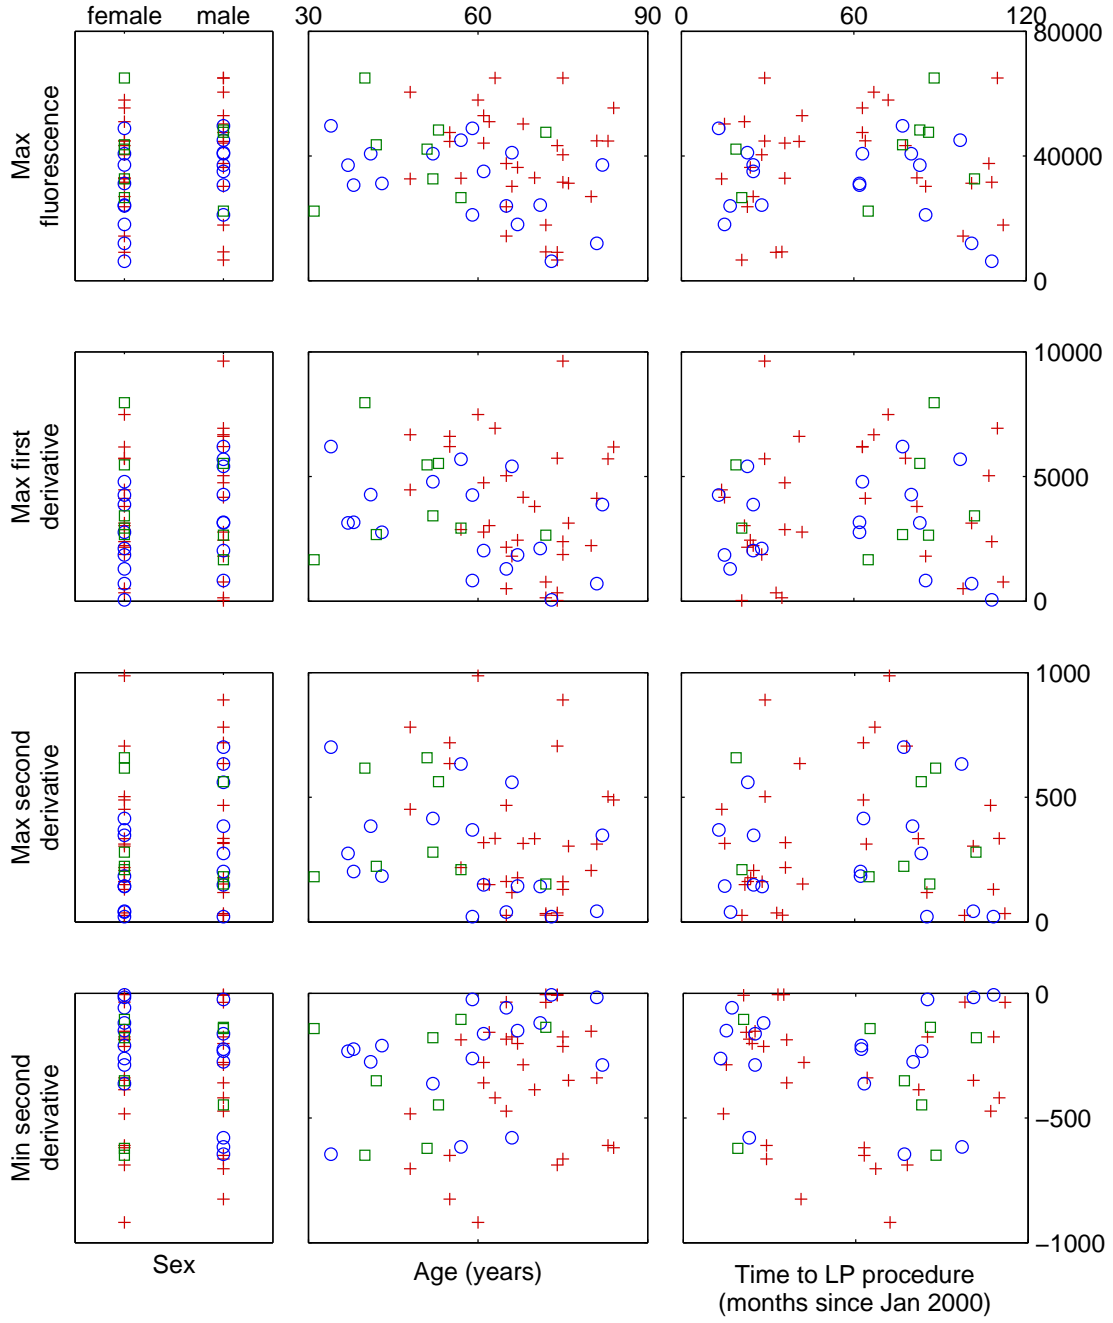 female male 30 60 90 0 60 120
Max
fluorescence
80000
40000
0
Max first
derivative
10000
5000
0
Max second
derivative
1000
500
0
Min second
derivative
0
−500
−1000
Sex
Age (years)
Time to LP procedure
(months since Jan 2000)